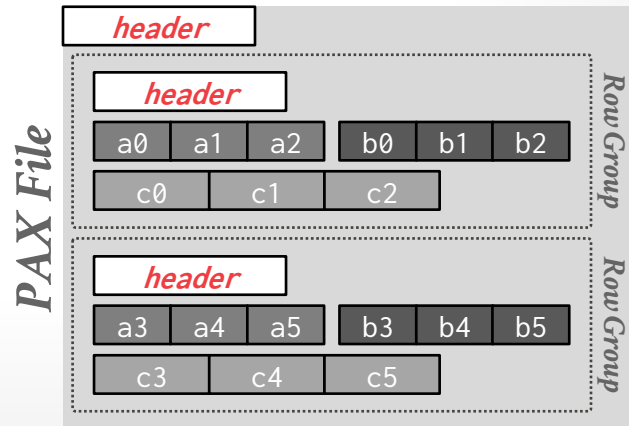 PAX File
header
Row Group
header
a0 a1 a2 b0 b1 b2
c0 c1 c2
Row Group
header
a3 a4 a5 b3 b4 b5
c3 c4 c5